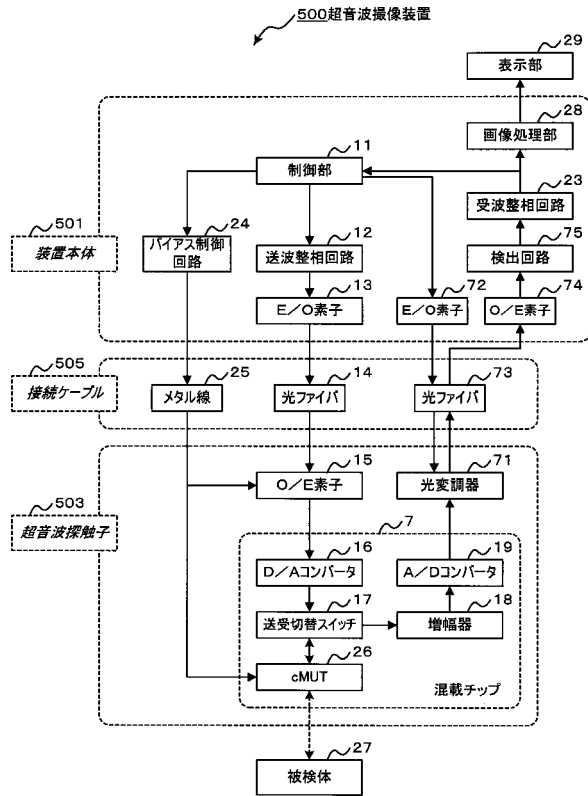 500超音波撮像装置
29
表示部
28
画像処理部
11
制御部
23
受波整相回路
501
装置本体
24
バイアス制御
回路
12
送波整相回路
75
検出回路
13
E/O素子
72
E/O素子
74
O/E素子
505
接続ケーブル
25
メタル線
14
光ファイバ
73
光ファイバ
503
超音波探触子
15
O/E素子
71
光変調器
7
16
D/Aコンバータ
19
A/Dコンバータ
17
送受切替スイッチ
18
増幅器
26
cMUT
混載チップ
27
被検体